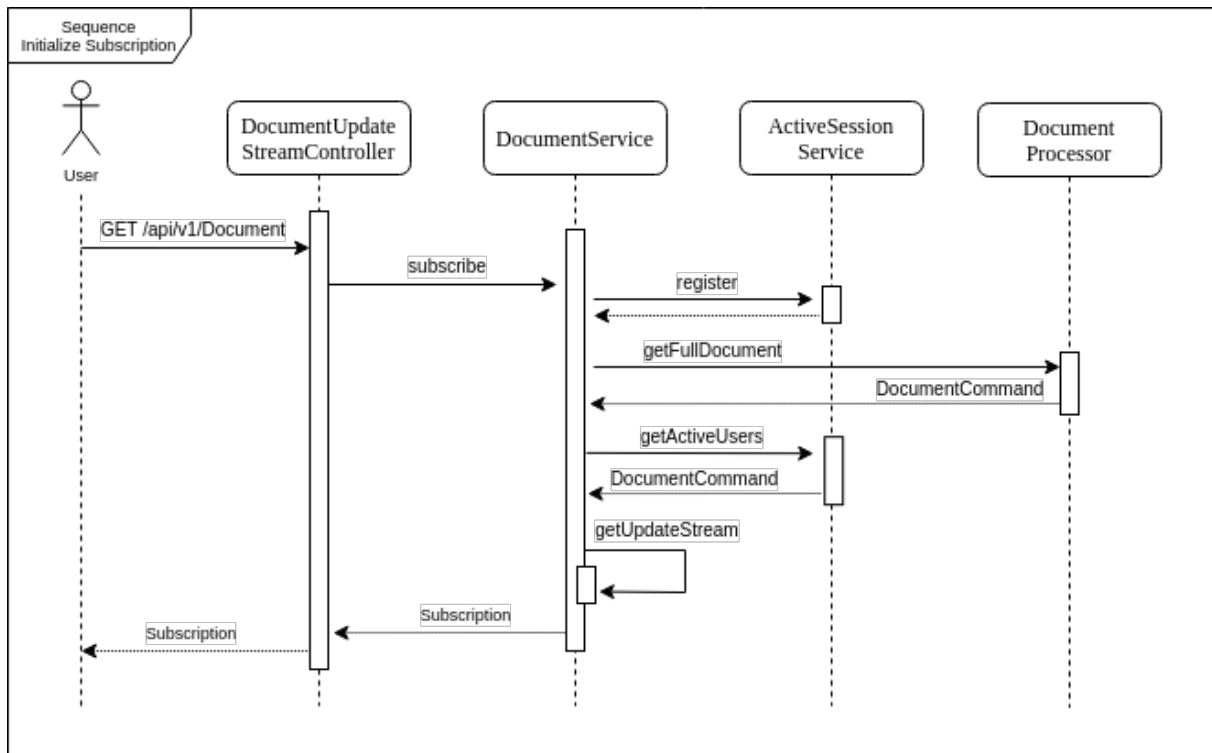 Sequence
Initialize Subscription
User
DocumentUpdate
StreamController
DocumentService
ActiveSession
Service
Document
Processor
GET /api/v1/Document
subscribe
register
getFullDocument
DocumentCommand
getActiveUsers
DocumentCommand
getUpdateStream
Subscription
Subscription